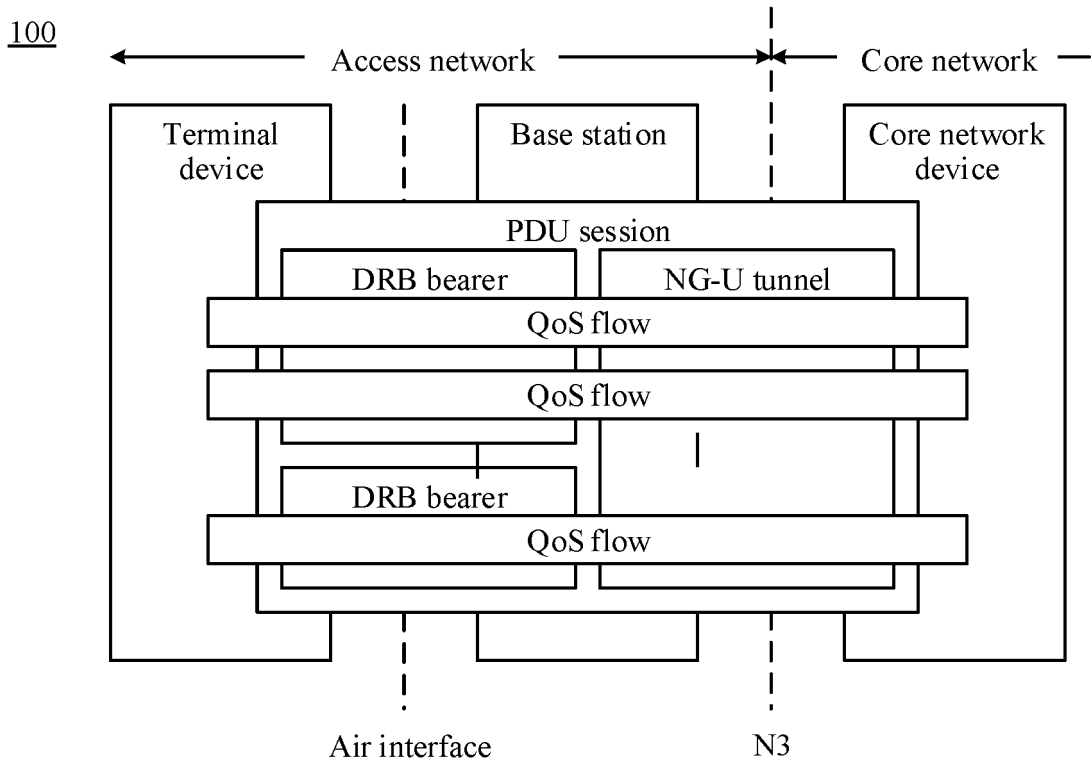 100
Access network
Core network
Terminal
device
Base station
Core network
device
PDU session
DRB bearer
NG-U tunnel
QoS flow
QoS flow
DRB bearer
QoS flow
Air interface
N3